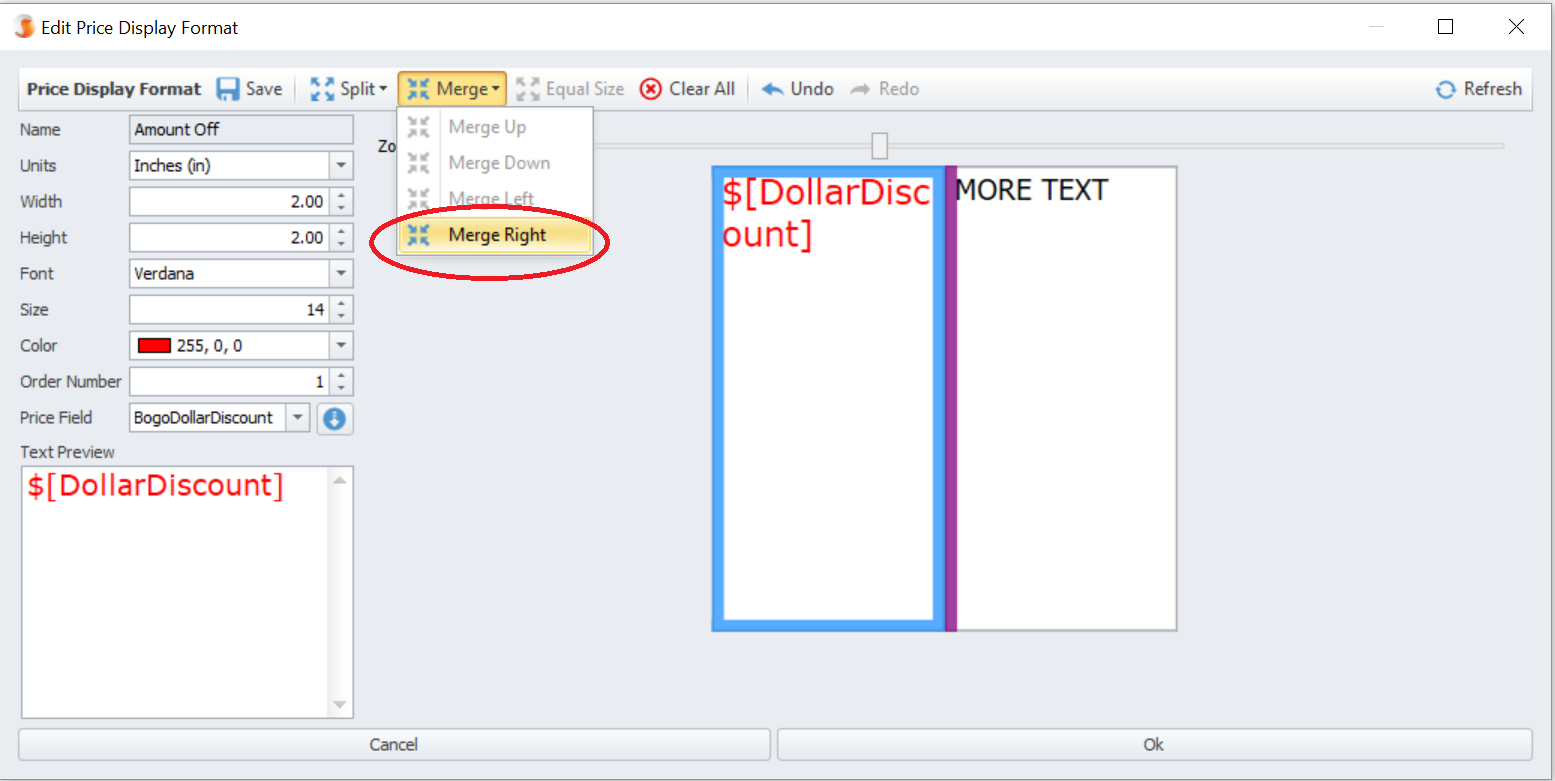 Edit Price Display Format
Price Display Format Save Split Merge Equal Size Clear All Undo Redo Refresh
Merge Up
Merge Down
Merge Left
Merge Right
Name Amount Off
Zo
Units Inches (in)
Width 2.00
Height 2.00
Font Verdana
Size 14
Color 255, 0, 0
Order Number 1
Price Field BogoDollarDiscount
Text Preview
$[DollarDiscount]
$[DollarDisc
ount]
MORE TEXT
Cancel Ok